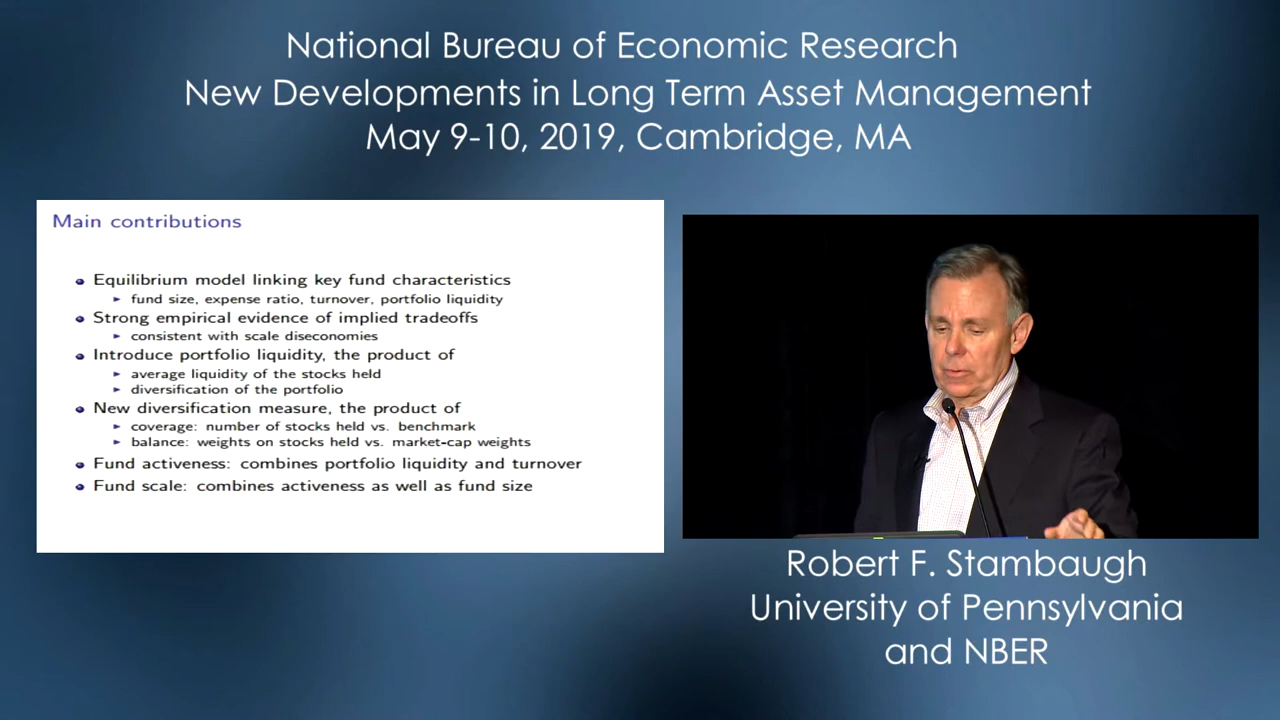 National Bureau of Economic Research
New Developments in Long Term Asset Management
May 9-10, 2019, Cambridge, MA
Main contributions
Equilibrium model linking key fund characteristics
fund size, expense ratio, turnover, portfolio liquidity
Strong empirical evidence of implied tradeoffs
consistent with scale diseconomies
Introduce portfolio liquidity, the product of
average liquidity of the stocks held
diversification of the portfolio
New diversification measure, the product of
coverage: number of stocks held vs. benchmark
balance: weights on stocks held vs. market-cap weights
Fund activeness: combines portfolio liquidity and turnover
Fund scale: combines activeness as well as fund size
Robert F. Stambaugh
University of Pennsylvania
and NBER